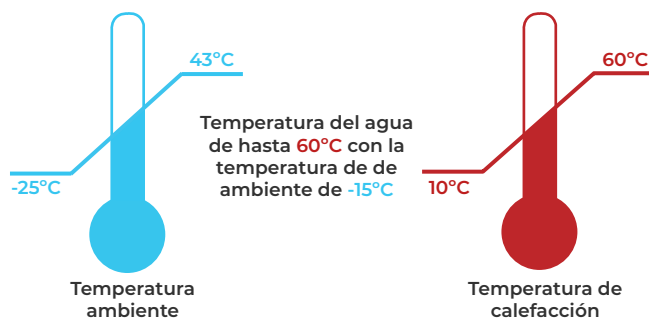 43°C
-25°C
Temperatura
ambiente
Temperatura del agua
de hasta 60°C con la
temperatura de de
ambiente de -15°C
60°C
10°C
Temperatura de
calefacción